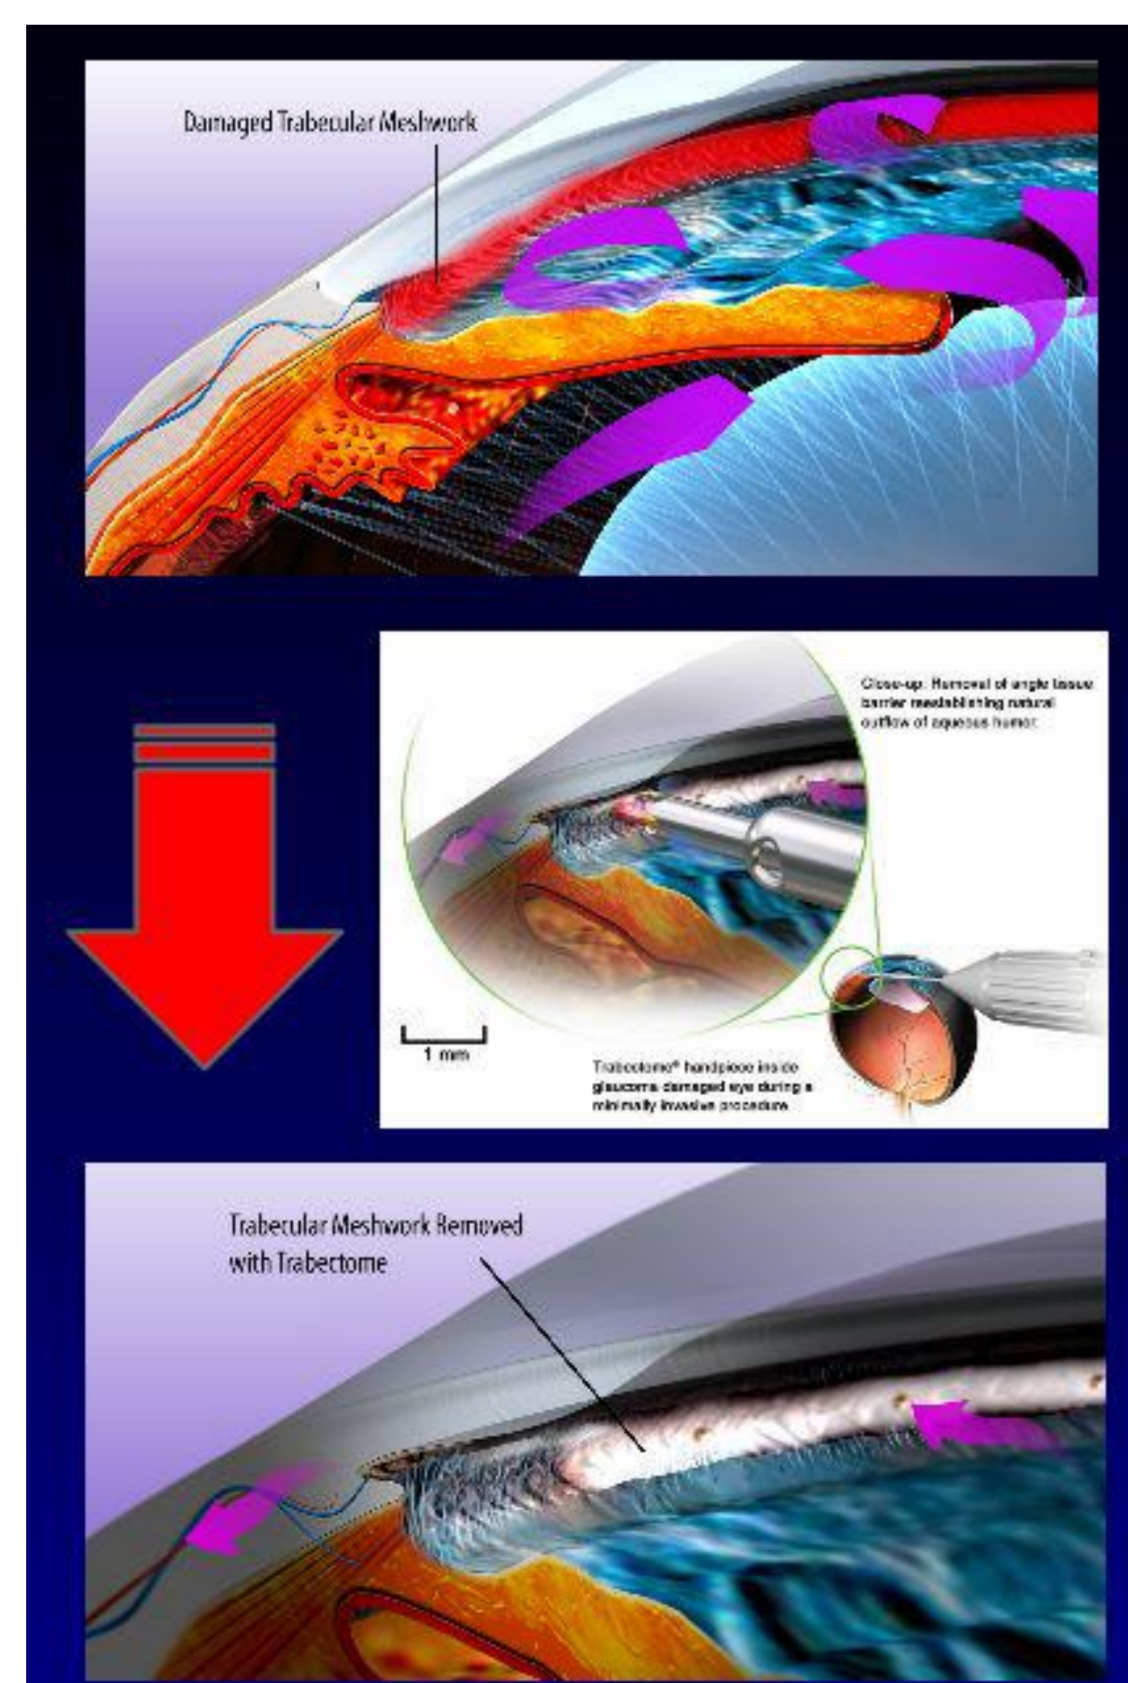 Damaged Trabecular Meshwork
Close-up: Removal of angle tissue
barrier reestablishing natural
outflow of aqueous humor.
1 mm
Trabectome® handpiece inside
glaucoma damaged eye during a
minimally invasive procedure
Trabecular Meshwork Removed
with Trabectome